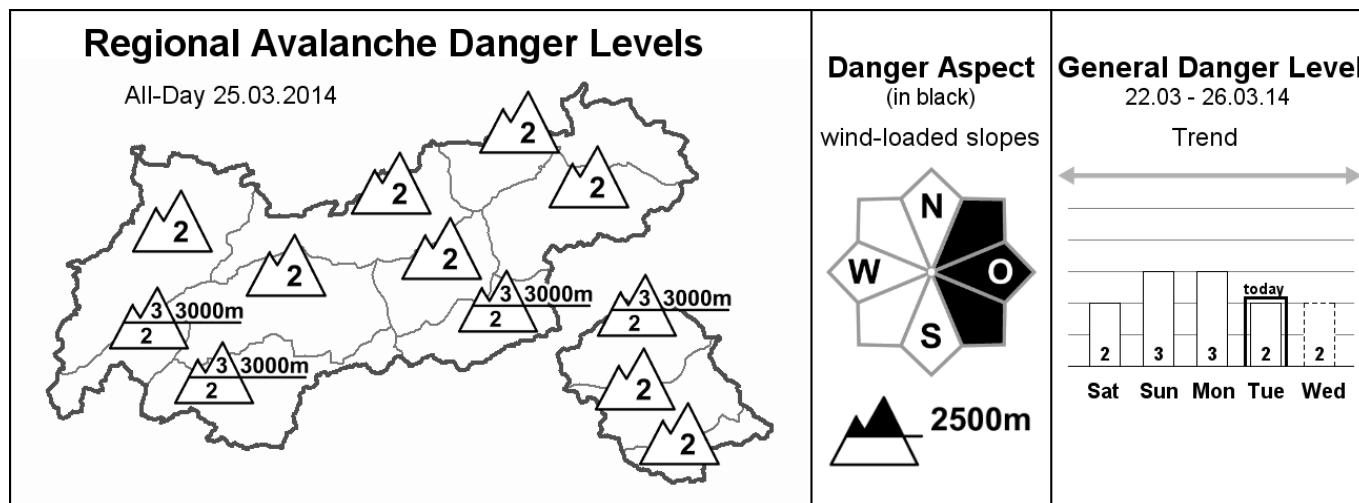 Regional Avalanche Danger Levels
All-Day 25.03.2014
2
2
2
2
2
2
2
3 3000m
2
3 3000m
2
3 3000m
2
3 3000m
2
2
2
Danger Aspect
(in black)
wind-loaded slopes
N
W
O
S
2500m
General Danger Level
22.03 - 26.03.14
Trend
today
2
3
3
2
2
Sat
Sun
Mon
Tue
Wed